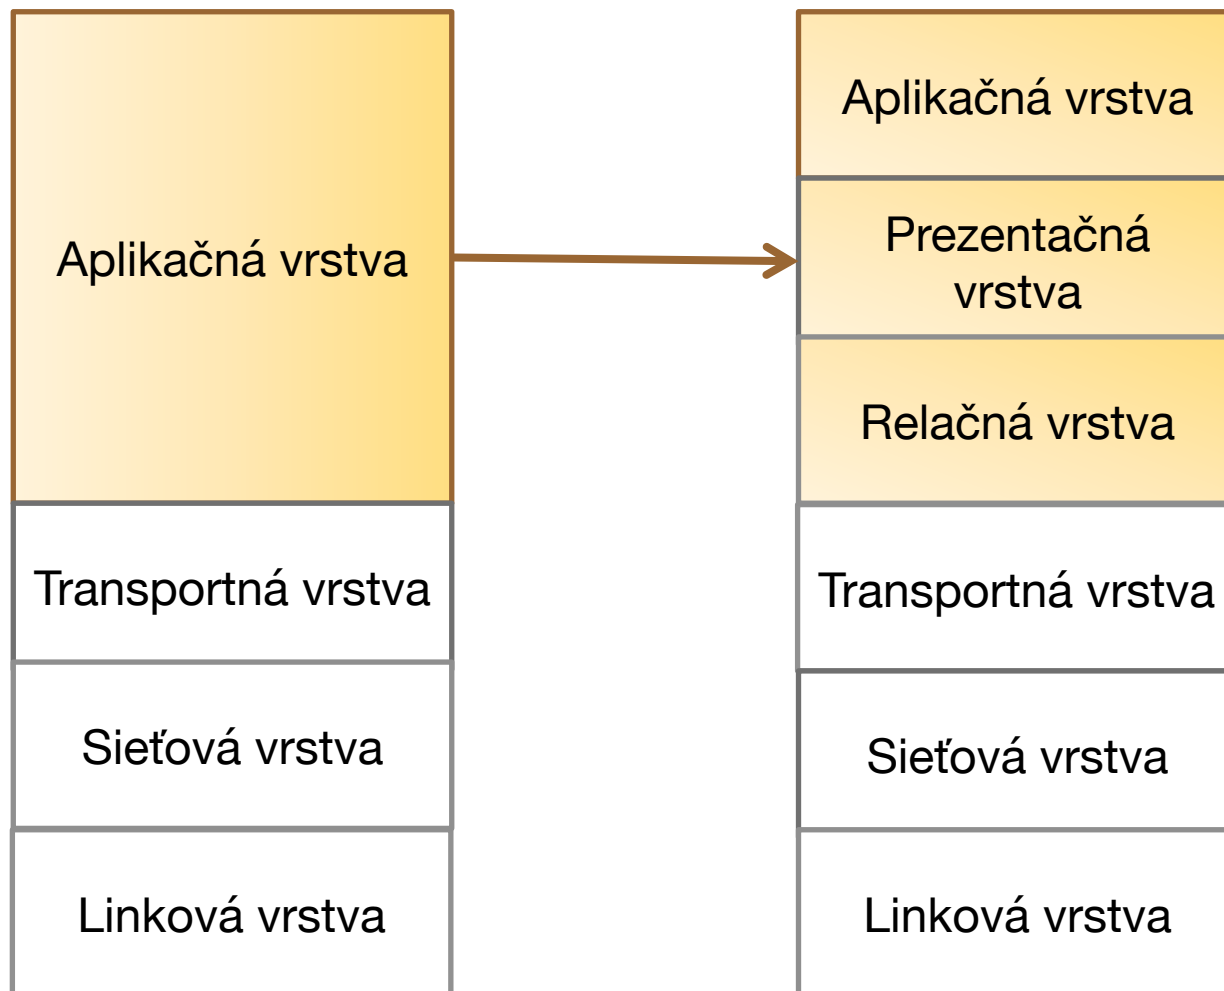 Aplikačná vrstva
Transportná vrstva
Sieťová vrstva
Linková vrstva
Aplikačná vrstva
Prezentačná
vrstva
Relačná vrstva
Transportná vrstva
Sieťová vrstva
Linková vrstva